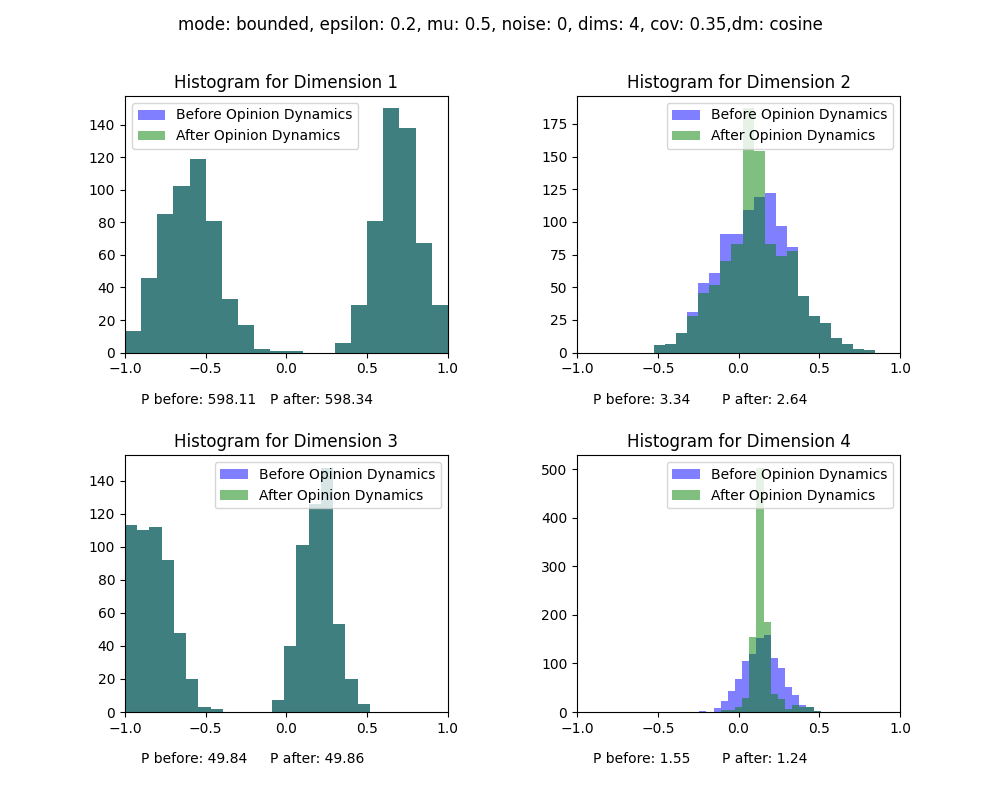 mode: bounded, epsilon: 0.2, mu: 0.5, noise: 0, dims: 4, cov: 0.35,dm: cosine
Histogram for Dimension 1
Before Opinion Dynamics
After Opinion Dynamics
140
120
100
80
60
40
20
0
−1.0 −0.5 0.0 0.5 1.0
P before: 598.11 P after: 598.34
Histogram for Dimension 2
Before Opinion Dynamics
After Opinion Dynamics
175
150
125
100
75
50
25
0
−1.0 −0.5 0.0 0.5 1.0
P before: 3.34 P after: 2.64
Histogram for Dimension 3
Before Opinion Dynamics
After Opinion Dynamics
140
120
100
80
60
40
20
0
−1.0 −0.5 0.0 0.5 1.0
P before: 49.84 P after: 49.86
Histogram for Dimension 4
Before Opinion Dynamics
After Opinion Dynamics
500
400
300
200
100
0
−1.0 −0.5 0.0 0.5 1.0
P before: 1.55 P after: 1.24